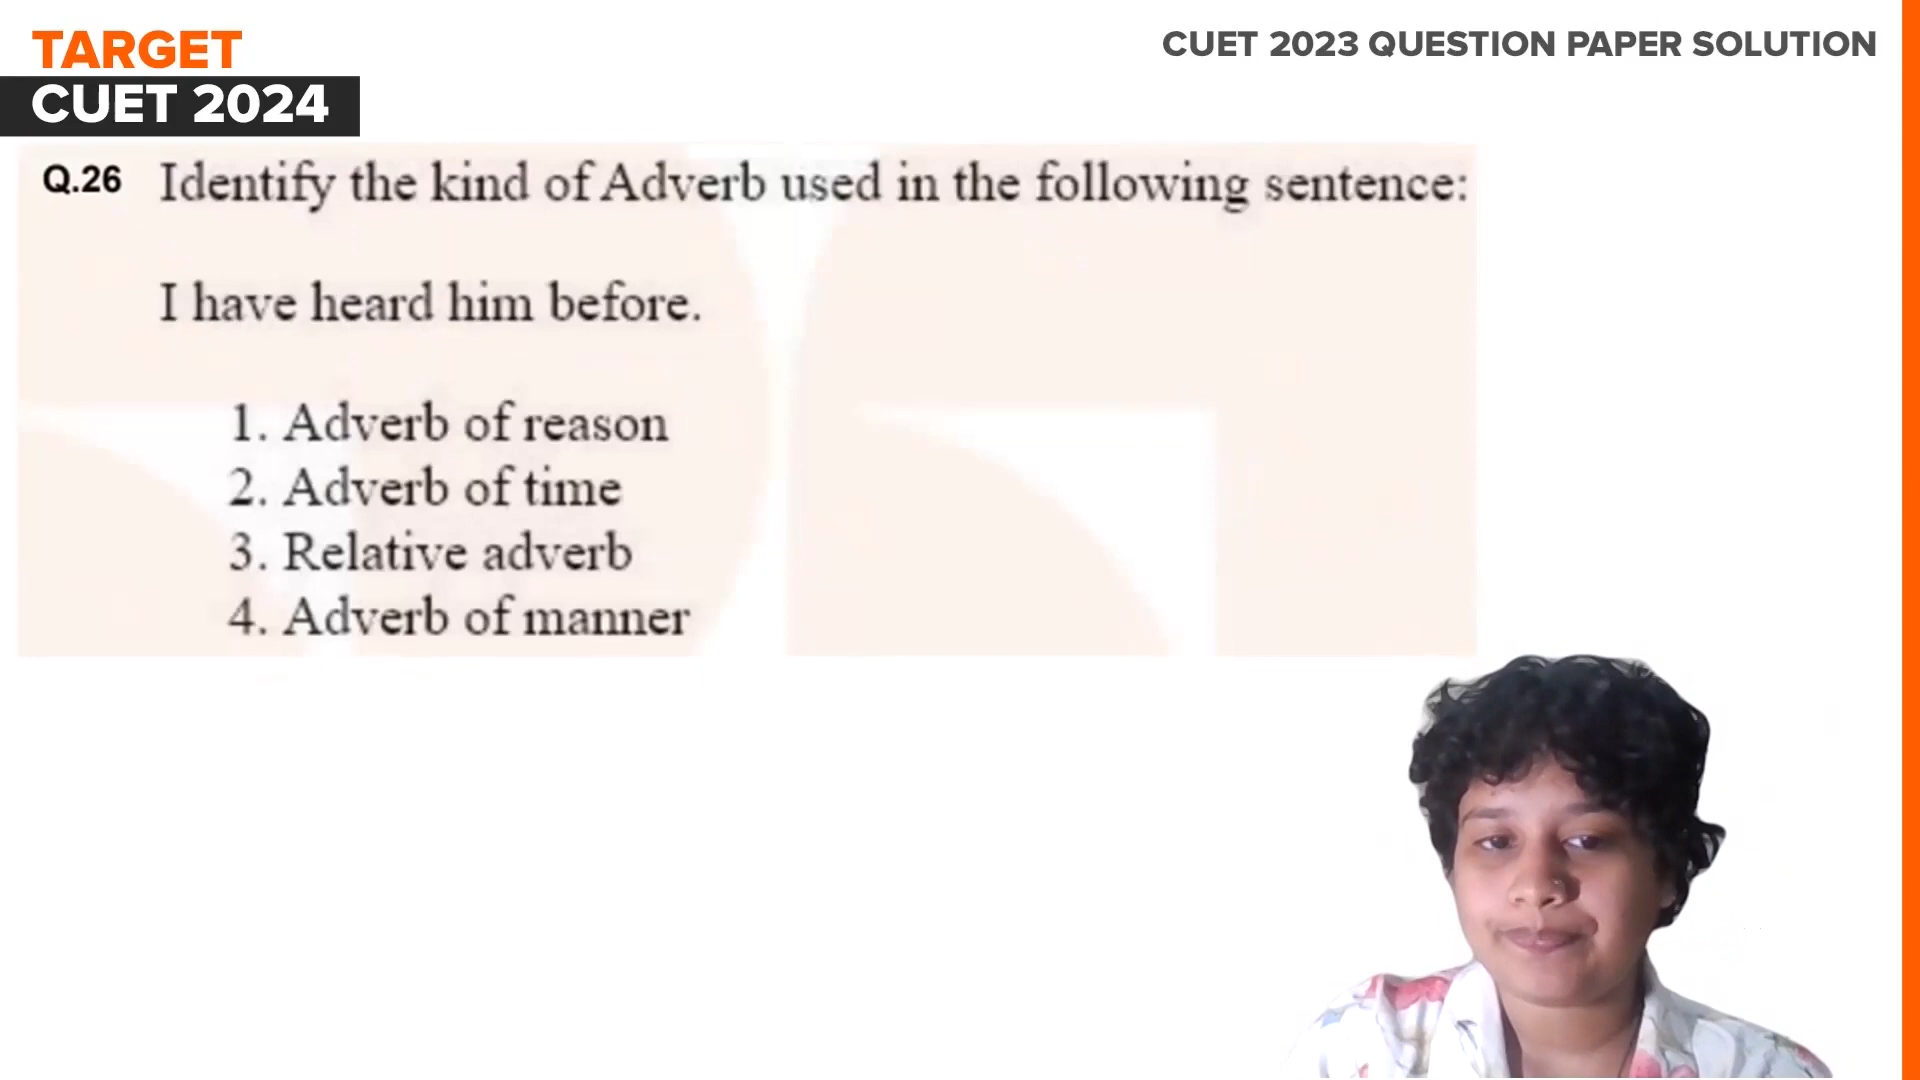 TARGET
CUET 2024
CUET 2023 QUESTION PAPER SOLUTION
Q.26 Identify the kind of Adverb used in the following sentence:
I have heard him before.
1. Adverb of reason
2. Adverb of time
3. Relative adverb
4. Adverb of manner